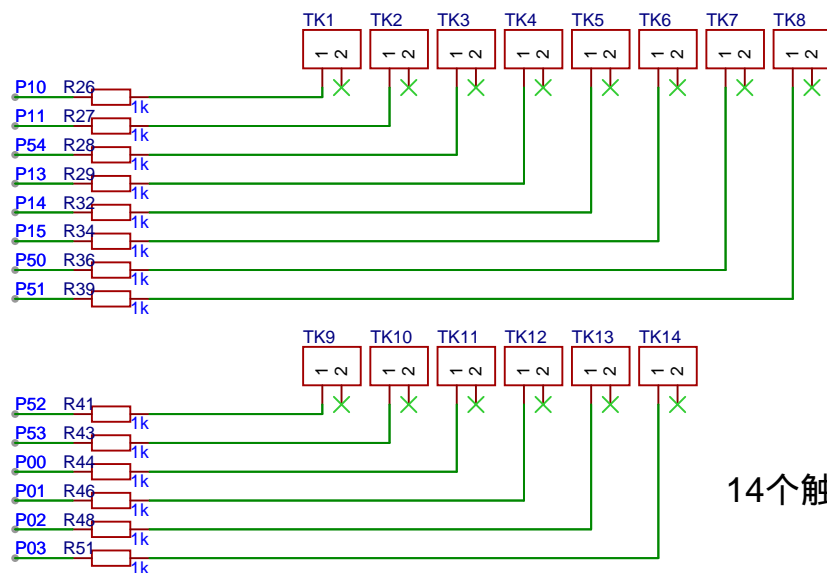 TK1 TK2 TK3 TK4 TK5 TK6 TK7 TK8
1 2 1 2 1 2 1 2 1 2 1 2 1 2 1 2
P10 R26 1k
P11 R27 1k
P54 R28 1k
P13 R29 1k
P14 R32 1k
P15 R34 1k
P50 R36 1k
P51 R39 1k
TK9 TK10 TK11 TK12 TK13 TK14
1 2 1 2 1 2 1 2 1 2 1 2
P52 R41 1k
P53 R43 1k
P00 R44 1k
P01 R46 1k
P02 R48 1k
P03 R51 1k
14个触